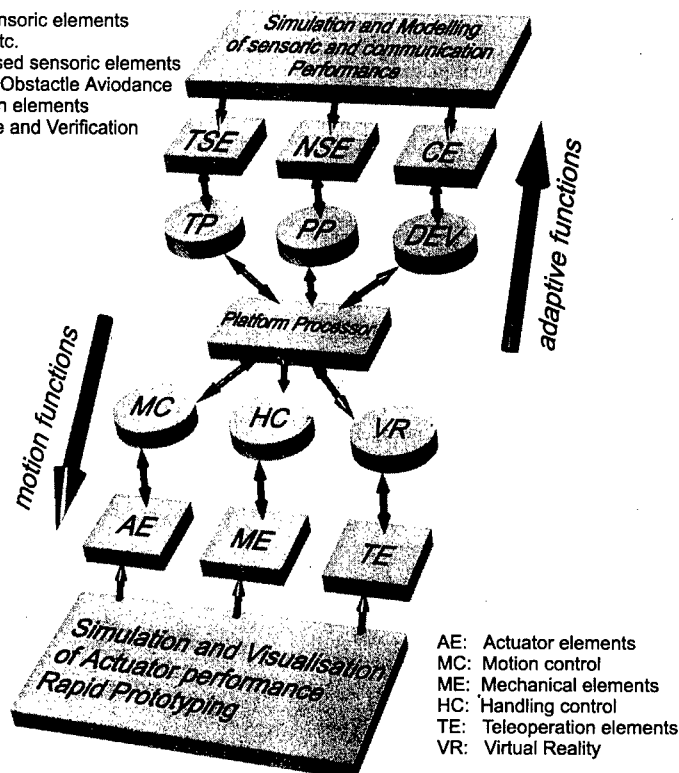 nsoric elements
tc.
sed sensoric elements
Obstactle Aviodance
n elements
e and Verification
Simulation and Modelling
of sensoric and communication
Performance
TSE
NSE
CE
TP
PP
DEV
adaptive functions
Platform Processor
motion functions
MC
HC
VR
AE
ME
TE
Simulation and Visualisation
of Actuator performance
Rapid Prototyping
AE: Actuator elements
MC: Motion control
ME: Mechanical elements
HC: Handling control
TE: Teleoperation elements
VR: Virtual Reality